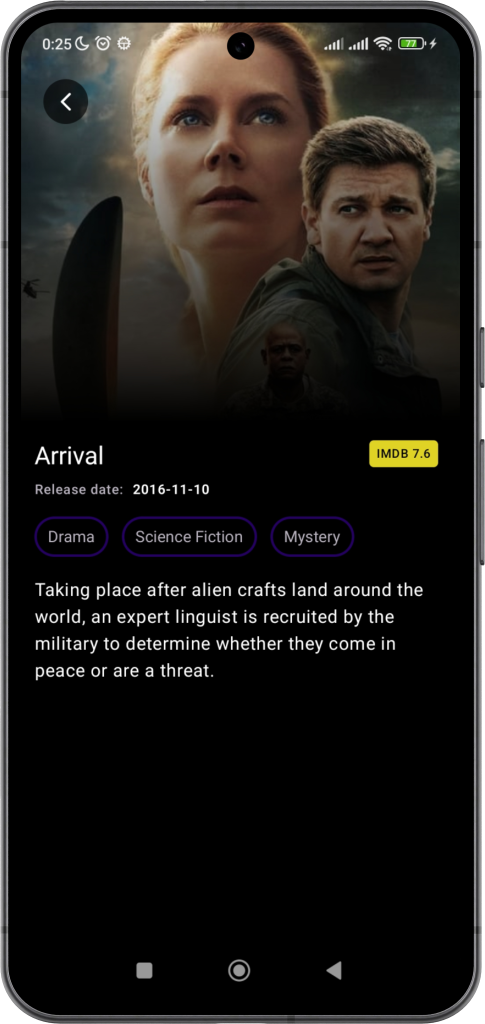 0:25
77
Arrival
IMDB 7.6
Release date: 2016-11-10
Drama
Science Fiction
Mystery
Taking place after alien crafts land around the
world, an expert linguist is recruited by the
military to determine whether they come in
peace or are a threat.